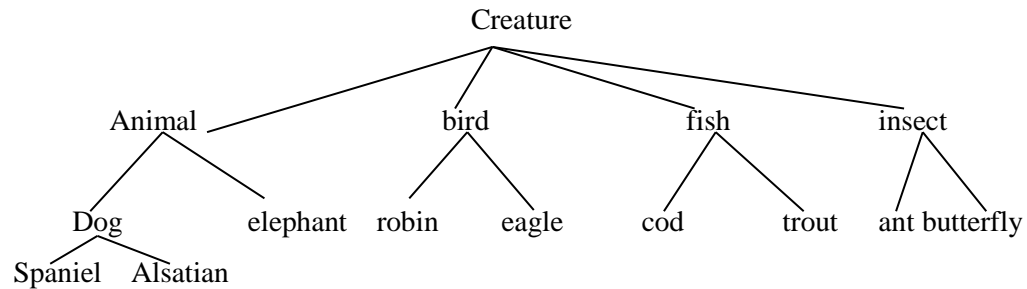 Creature
Animal bird fish insect
Dog elephant robin eagle cod trout ant butterfly
Spaniel Alsatian